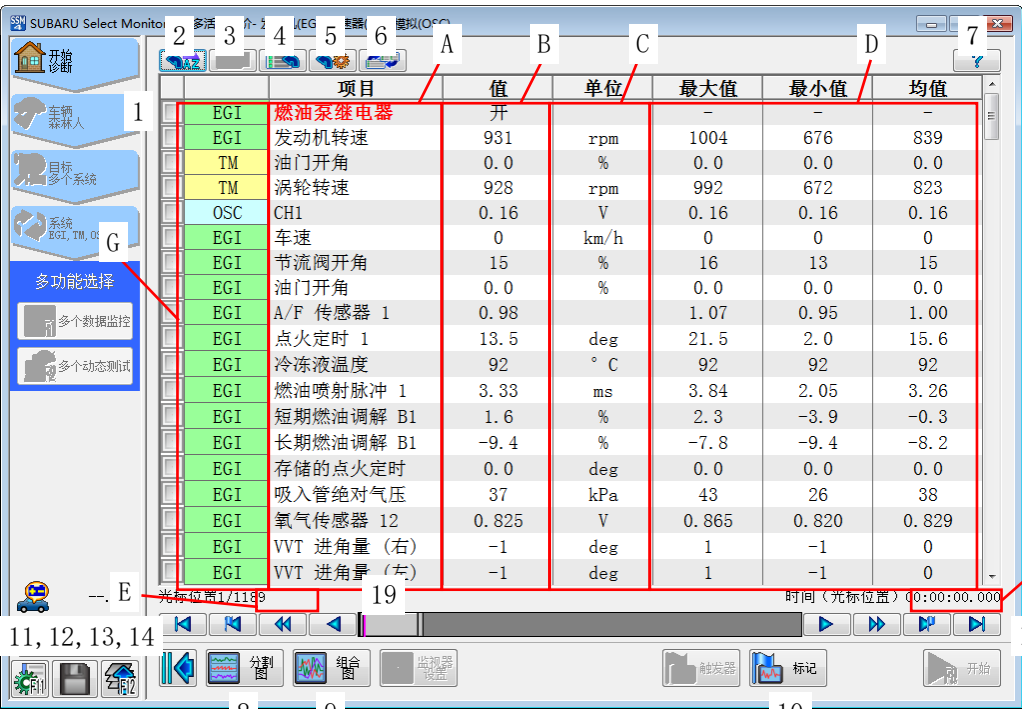 SUBARU Select Monitor
2 3 4 5 6 A B C D 7
开始
诊断
项目 值 单位 最大值 最小值 均值
1
车辆
森林人
目标
多个系统
系统
EGI, TM, OS
G
多功能选择
多个数据监控
多个动态测试
EGI 燃油泵继电器 开 – – –
EGI 发动机转速 931 rpm 1004 676 839
TM 油门开角 0.0 % 0.0 0.0 0.0
TM 涡轮转速 928 rpm 992 672 823
OSC CH1 0.16 V 0.16 0.16 0.16
EGI 车速 0 km/h 0 0 0
EGI 节流阀开角 15 % 16 13 15
EGI 油门开角 0.0 % 0.0 0.0 0.0
EGI A/F 传感器 1 0.98 1.07 0.95 1.00
EGI 点火定时 1 13.5 deg 21.5 2.0 15.6
EGI 冷冻液温度 92 ° C 92 92 92
EGI 燃油喷射脉冲 1 3.33 ms 3.84 2.05 3.26
EGI 短期燃油调解 B1 1.6 % 2.3 -3.9 -0.3
EGI 长期燃油调解 B1 -9.4 % -7.8 -9.4 -8.2
EGI 存储的点火定时 0.0 deg 0.0 0.0 0.0
EGI 吸入管绝对气压 37 kPa 43 26 38
EGI 氧气传感器 12 0.825 V 0.865 0.820 0.829
EGI VVT 进角量 (右) -1 deg 1 -1 0
EGI VVT 进角量 (左) -1 deg 1 -1 0
--. E 光标位置1/1189 19 时间（光标位置）00:00:00.000
11, 12, 13, 14
F11 F12
分割
图
组合
图
监视器
设置
触发器
标记
开始